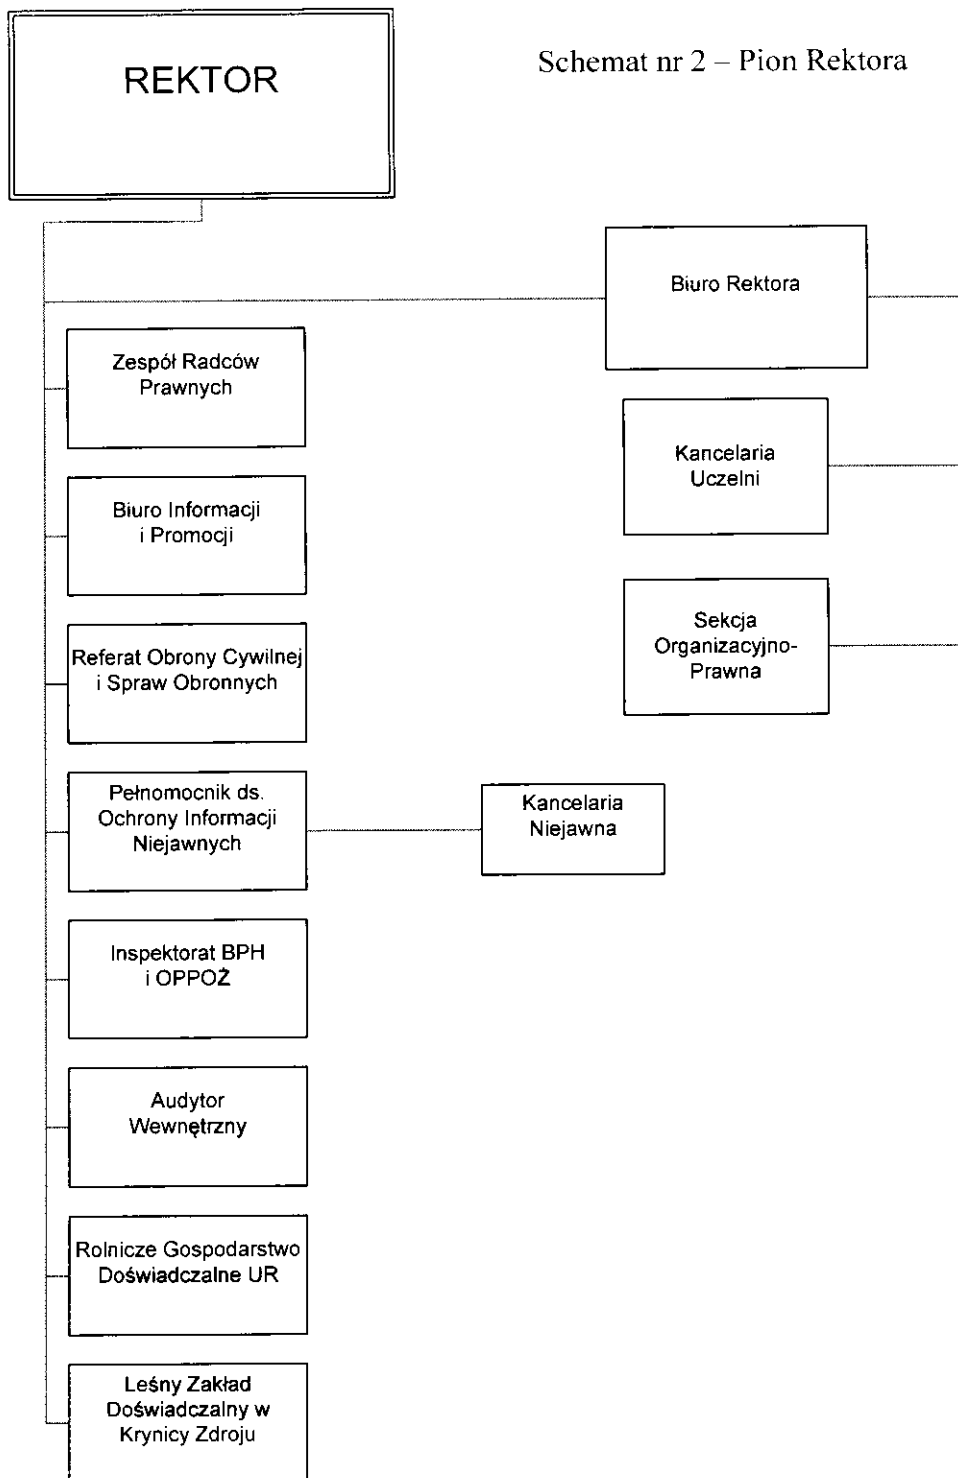 REKTOR
Schemat nr 2 – Pion Rektora
Biuro Rektora
Zespół Radców
Prawnych
Kancelaria
Uczelni
Biuro Informacji
i Promocji
Sekcja
Organizacyjno-
Prawna
Referat Obrony Cywilnej
i Spraw Obronnych
Pełnomocnik ds.
Ochrony Informacji
Niejawnych
Kancelaria
Niejawna
Inspektorat BPH
i OPPOŻ
Audytor
Wewnętrzny
Rolnicze Gospodarstwo
Doświadczalne UR
Leśny Zakład
Doświadczalny w
Krynicy Zdroju